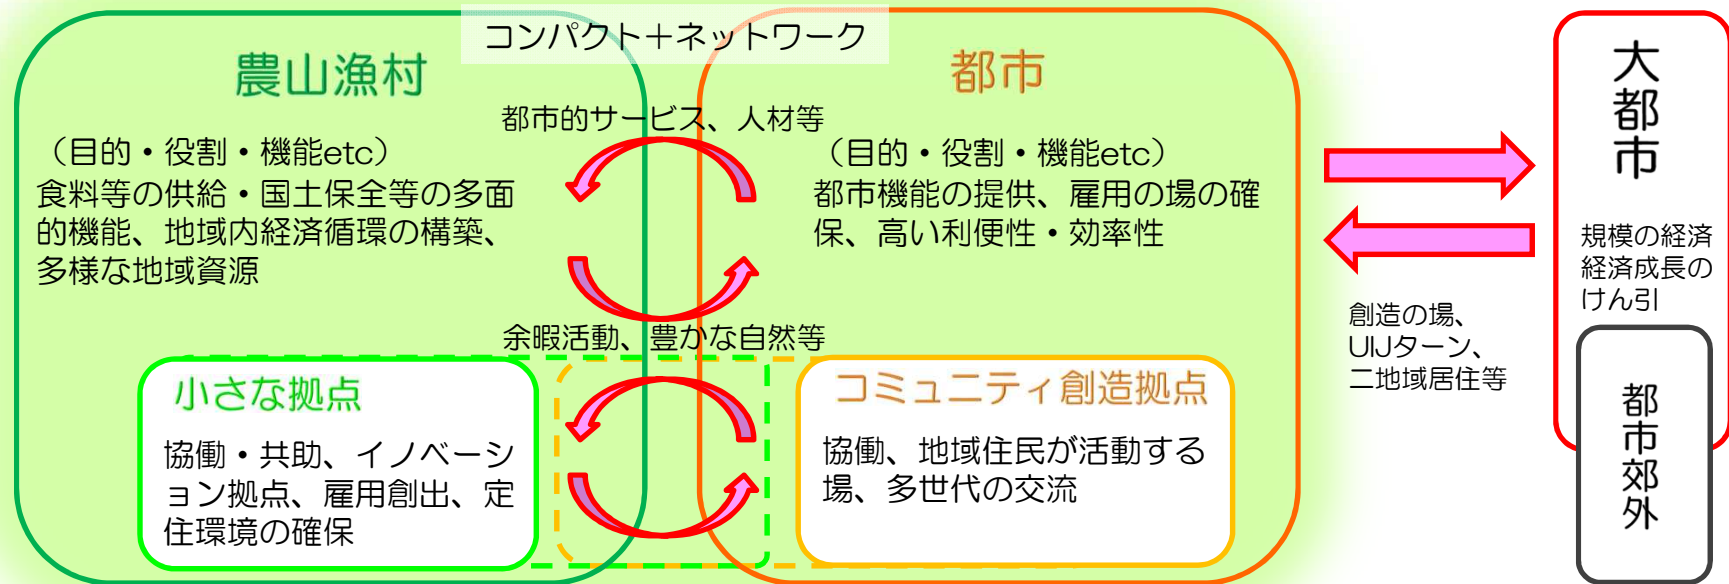 コンパクト＋ネットワーク
農山漁村
（目的・役割・機能etc）
食料等の供給・国土保全等の多面
的機能、地域内経済循環の構築、
多様な地域資源
都市的サービス、人材等
余暇活動、豊かな自然等
都市
（目的・役割・機能etc）
都市機能の提供、雇用の場の確
保、高い利便性・効率性
小さな拠点
協働・共助、イノベーシ
ョン拠点、雇用創出、定
住環境の確保
コミュニティ創造拠点
協働、地域住民が活動する
場、多世代の交流
創造の場、
UIJターン、
二地域居住等
大都市
規模の経済
経済成長の
けん引
都市郊外